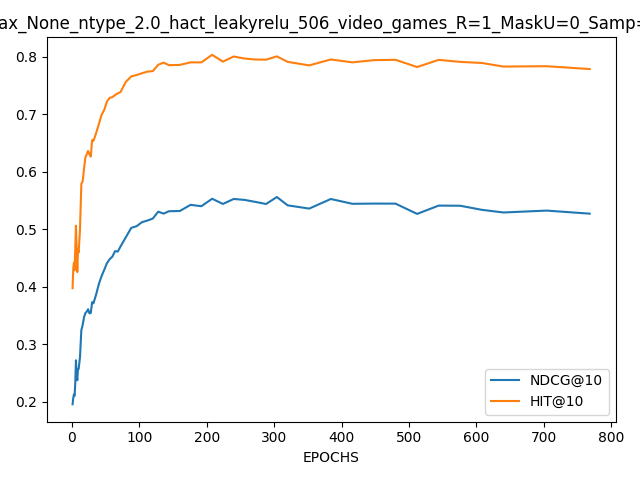 ax_None_ntype_2.0_hact_leakyrelu_506_video_games_R=1_MaskU=0_Samp=
0.8
0.7
0.6
0.5
0.4
0.3
0.2
NDCG@10
HIT@10
0 100 200 300 400 500 600 700 800
EPOCHS